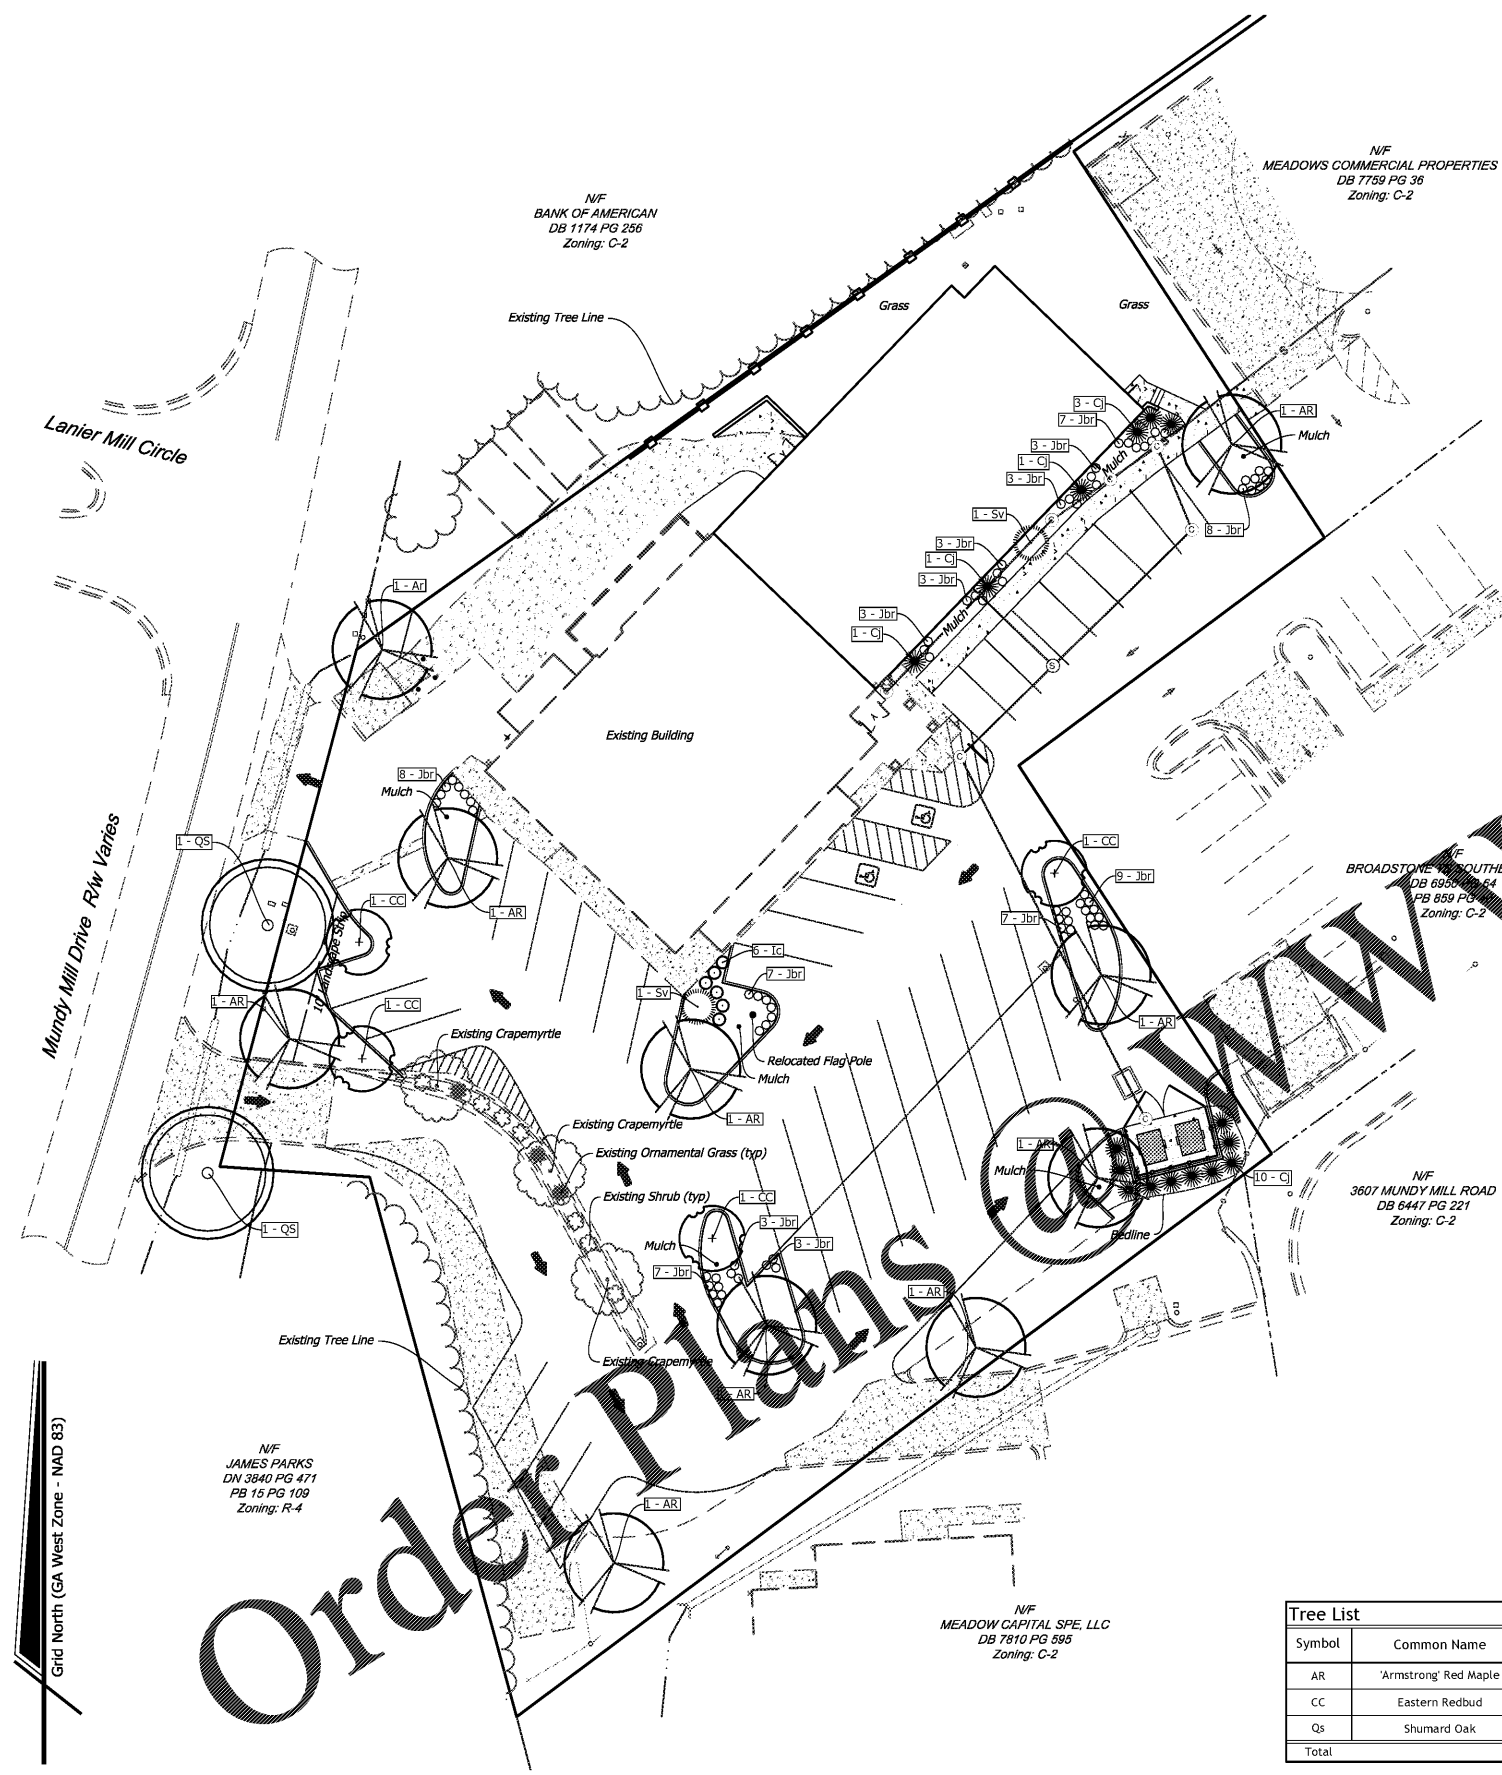 N/F
MEADOWS COMMERCIAL PROPERTIES
DB 7759 PG 36
Zoning: C-2
N/F
BANK OF AMERICAN
DB 1174 PG 256
Zoning: C-2
Grass
Grass
Existing Tree Line
3 - Cj
1 - AR
7 - Jbr
Mulch
Lanier Mill Circle
3 - Jbr
Mulch
1 - Cj
3 - Jbr
1 - Sv
8 - Jbr
3 - Jbr
1 - Cj
3 - Jbr
1 - Ar
3 - Jbr
Mulch
1 - Cj
Existing Building
8 - Jbr
Mulch
Mundy Mill Drive R/w Varies
1 - QS
1 - CC
BROADSTONE
DB 6950
PB 859 PG
Zoning: C-2
9 - Jbr
1 - CC
1 - AR
7 - Jbr
10' Landscape Strip
6 - Ic
7 - Jbr
1 - Sv
1 - AR
1 - CC
1 - AR
Existing Crapemyrtle
Relocated Flag Pole
Mulch
1 - AR
Existing Crapemyrtle
Existing Ornamental Grass (typ)
1 - AR
Mulch
10 - Cj
N/F
3607 MUNDY MILL ROAD
DB 6447 PG 221
Zoning: C-2
Existing Shrub (typ)
1 - CC
3 - Jbr
1 - QS
Bedline
3 - Jbr
Mulch
7 - Jbr
1 - AR
Existing Tree Line
Existing Crapemyrtle
AR
N/F
JAMES PARKS
DN 3840 PG 471
PB 15 PG 109
Zoning: R-4
1 - AR
Order Plans @ WWW
Grid North (GA West Zone - NAD 83)
N/F
MEADOW CAPITAL SPE, LLC
DB 7810 PG 595
Zoning: C-2
Tree List
Symbol Common Name
AR 'Armstrong' Red Maple
CC Eastern Redbud
Qs Shumard Oak
Total